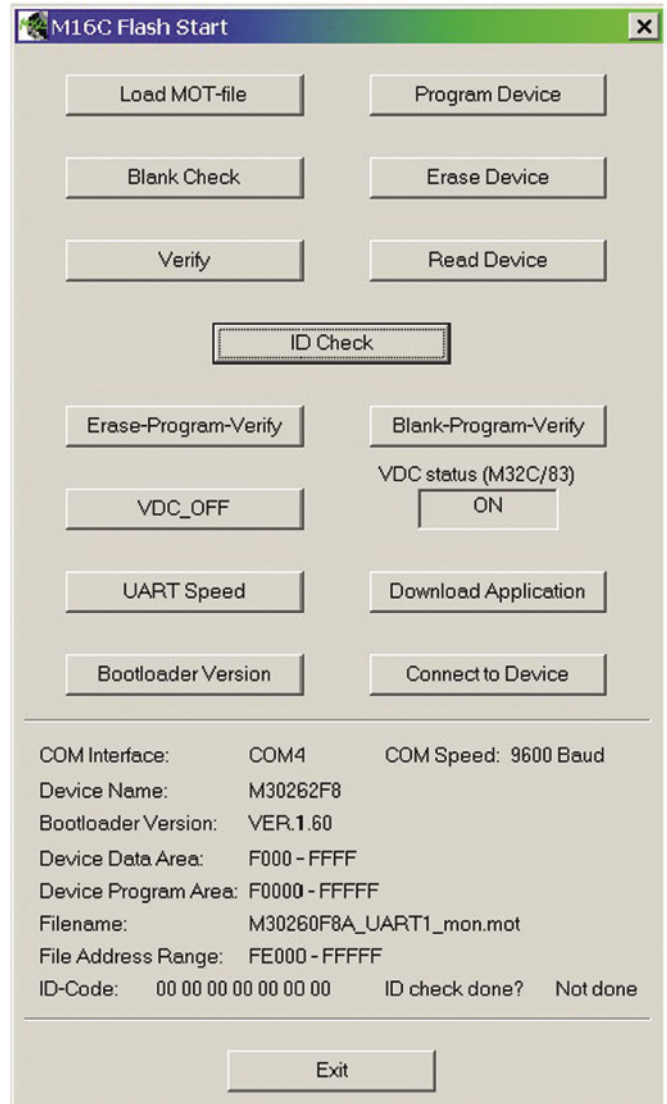 M16C Flash Start
Load MOT-file Program Device
Blank Check Erase Device
Verify Read Device
ID Check
Erase-Program-Verify Blank-Program-Verify
VDC status (M32C/83)
VDC_OFF ON
UART Speed Download Application
Bootloader Version Connect to Device
COM Interface: COM4 COM Speed: 9600 Baud
Device Name: M30262F8
Bootloader Version: VER.1.60
Device Data Area: F000 - FFFF
Device Program Area: F0000 - FFFFF
Filename: M30260F8A_UART1_mon.mot
File Address Range: FE000 - FFFFF
ID-Code: 00 00 00 00 00 00 00 ID check done? Not done
Exit